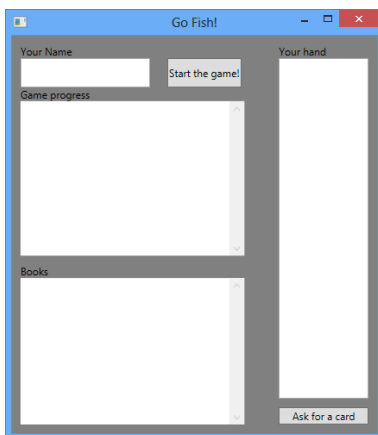 Go Fish!
Your Name
Start the game!
Game progress
Books
Your hand
Ask for a card